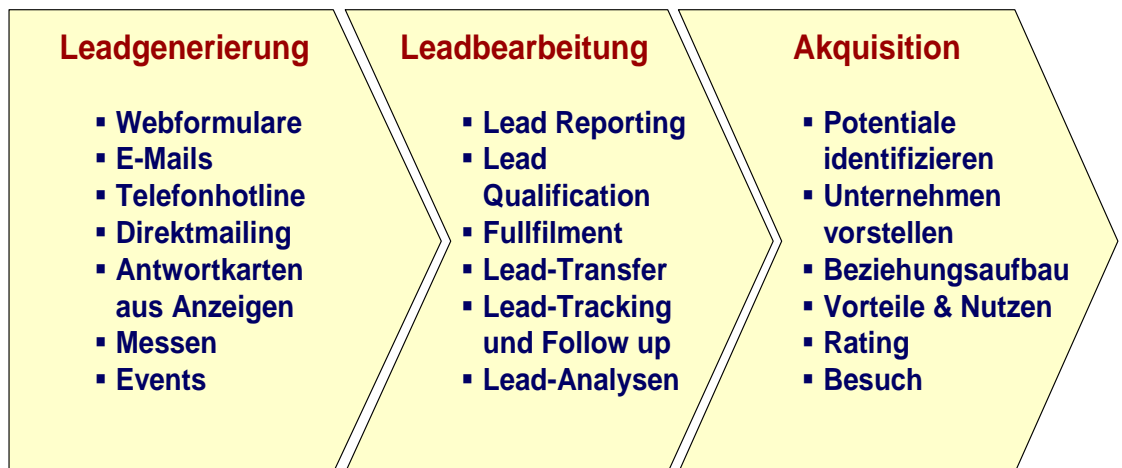 Leadgenerierung
▪ Webformulare
▪ E-Mails
▪ Telefonhotline
▪ Direktmailing
▪ Antwortkarten
aus Anzeigen
▪ Messen
▪ Events
Leadbearbeitung
▪ Lead Reporting
▪ Lead
Qualification
▪ Fullfilment
▪ Lead-Transfer
▪ Lead-Tracking
und Follow up
▪ Lead-Analysen
Akquisition
▪ Potentiale
identifizieren
▪ Unternehmen
vorstellen
▪ Beziehungsaufbau
▪ Vorteile & Nutzen
▪ Rating
▪ Besuch